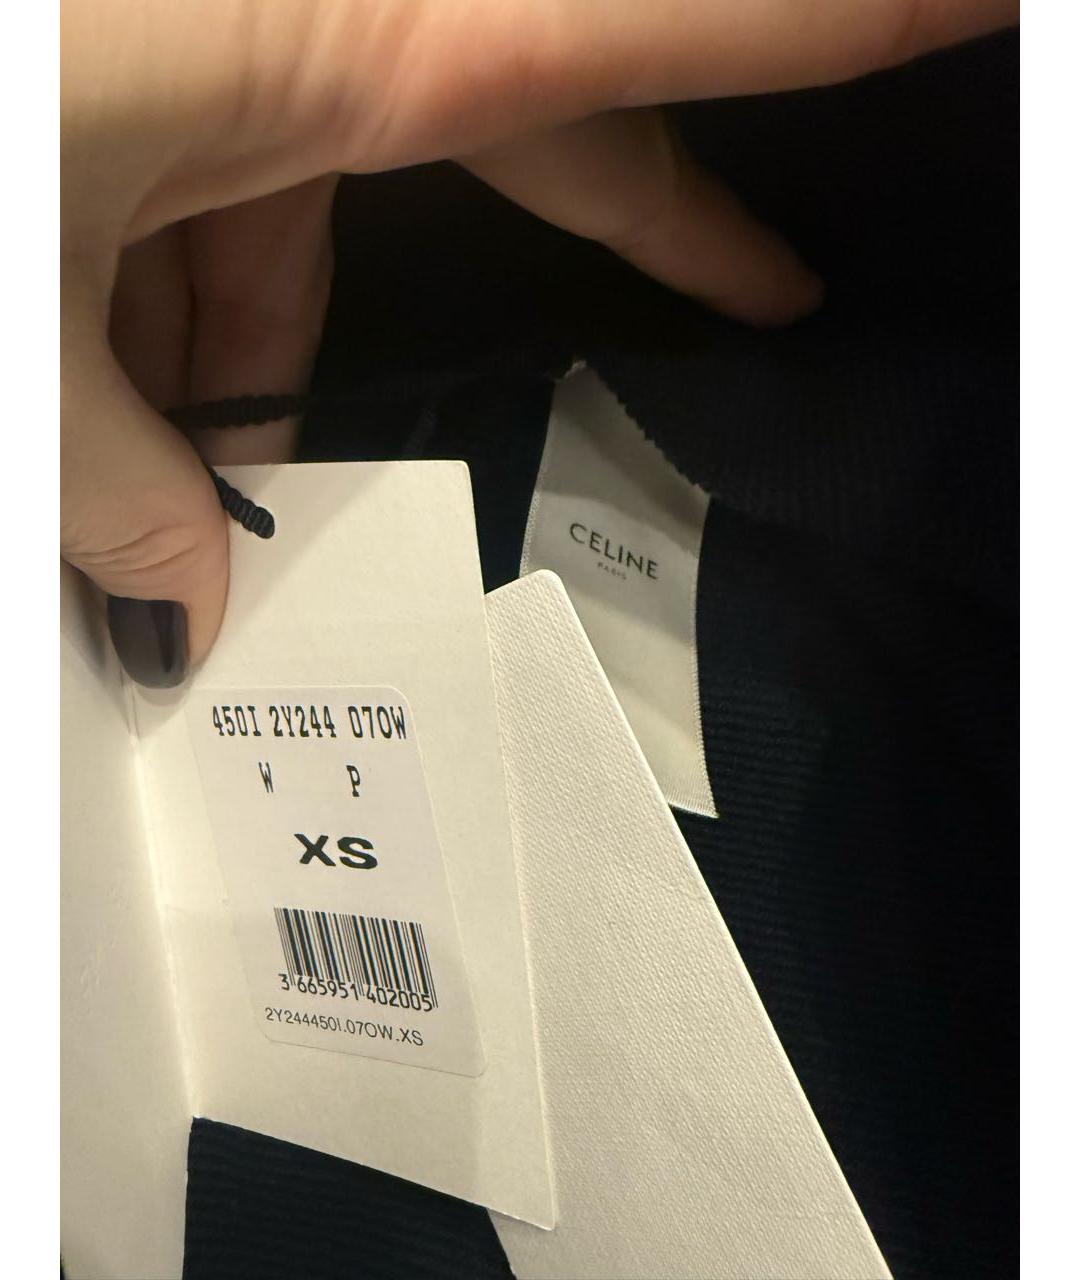 CELINE
PARIS
450I 2Y244 07OW
W P
XS
3 665951 402005
2Y244450I.07OW.XS